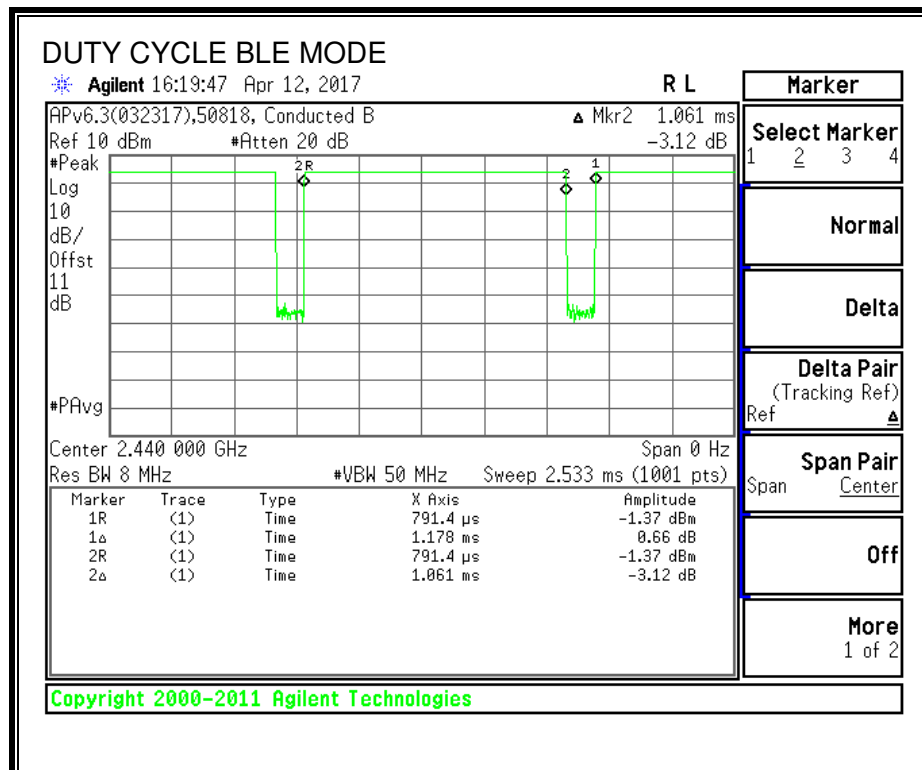 DUTY CYCLE BLE MODE
Agilent 16:19:47 Apr 12, 2017 R L
APv6.3(032317),50818, Conducted B Δ Mkr2 1.061 ms
Ref 10 dBm #Atten 20 dB -3.12 dB
#Peak
Log
10
dB/
Offst
11
dB
#PAvg
2R
2
1
Center 2.440 000 GHz Span 0 Hz
Res BW 8 MHz #VBW 50 MHz Sweep 2.533 ms (1001 pts)
Marker Trace Type X Axis Amplitude
1R (1) Time 791.4 µs -1.37 dBm
1Δ (1) Time 1.178 ms 0.66 dB
2R (1) Time 791.4 µs -1.37 dBm
2Δ (1) Time 1.061 ms -3.12 dB
Marker
Select Marker
1 2 3 4
Normal
Delta
Delta Pair
(Tracking Ref)
Ref Δ
Span Pair
Span Center
Off
More
1 of 2
Copyright 2000-2011 Agilent Technologies